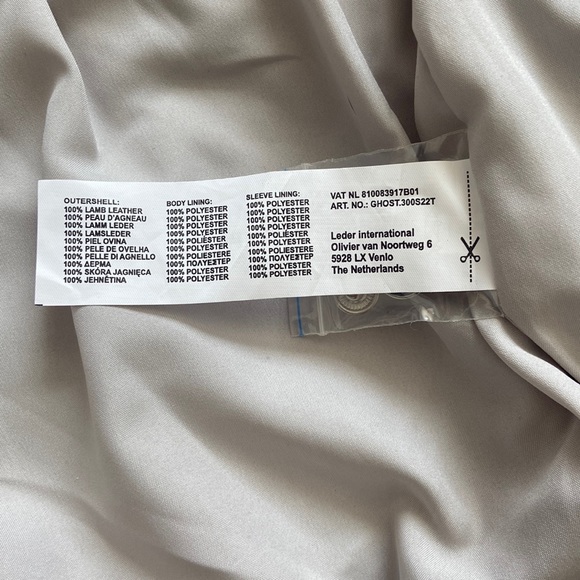 OUTERSHELL:
100% LAMB LEATHER
100% PEAU D'AGNEAU
100% LAMM LEDER
100% LAMSLEDER
100% PIEL OVINA
100% PELE DE OVELHA
100% PELLE DI AGNELLO
100% ΔΕΡΜΑ
100% SKÓRA JAGNIĘCA
100% JEHNĚTINA
BODY LINING:
100% POLYESTER
100% POLYESTER
100% POLYESTER
100% POLYESTER
100% POLIÉSTER
100% POLIÉSTER
100% POLIESTERE
100% ΠΟΛΥΕΣΤΕΡ
100% POLYESTER
100% POLYESTER
SLEEVE LINING:
100% POLYESTER
100% POLYESTER
100% POLYESTER
100% POLYESTER
100% POLIÉSTER
100% POLIÉSTER
100% POLIESTERE
100% ΠΟΛΥΕΣΤΕΡ
100% POLYESTER
100% POLYESTER
VAT NL 810083917B01
ART. NO.: GHOST.300S22T
Leder international
Olivier van Noortweg 6
5928 LX Venlo
The Netherlands